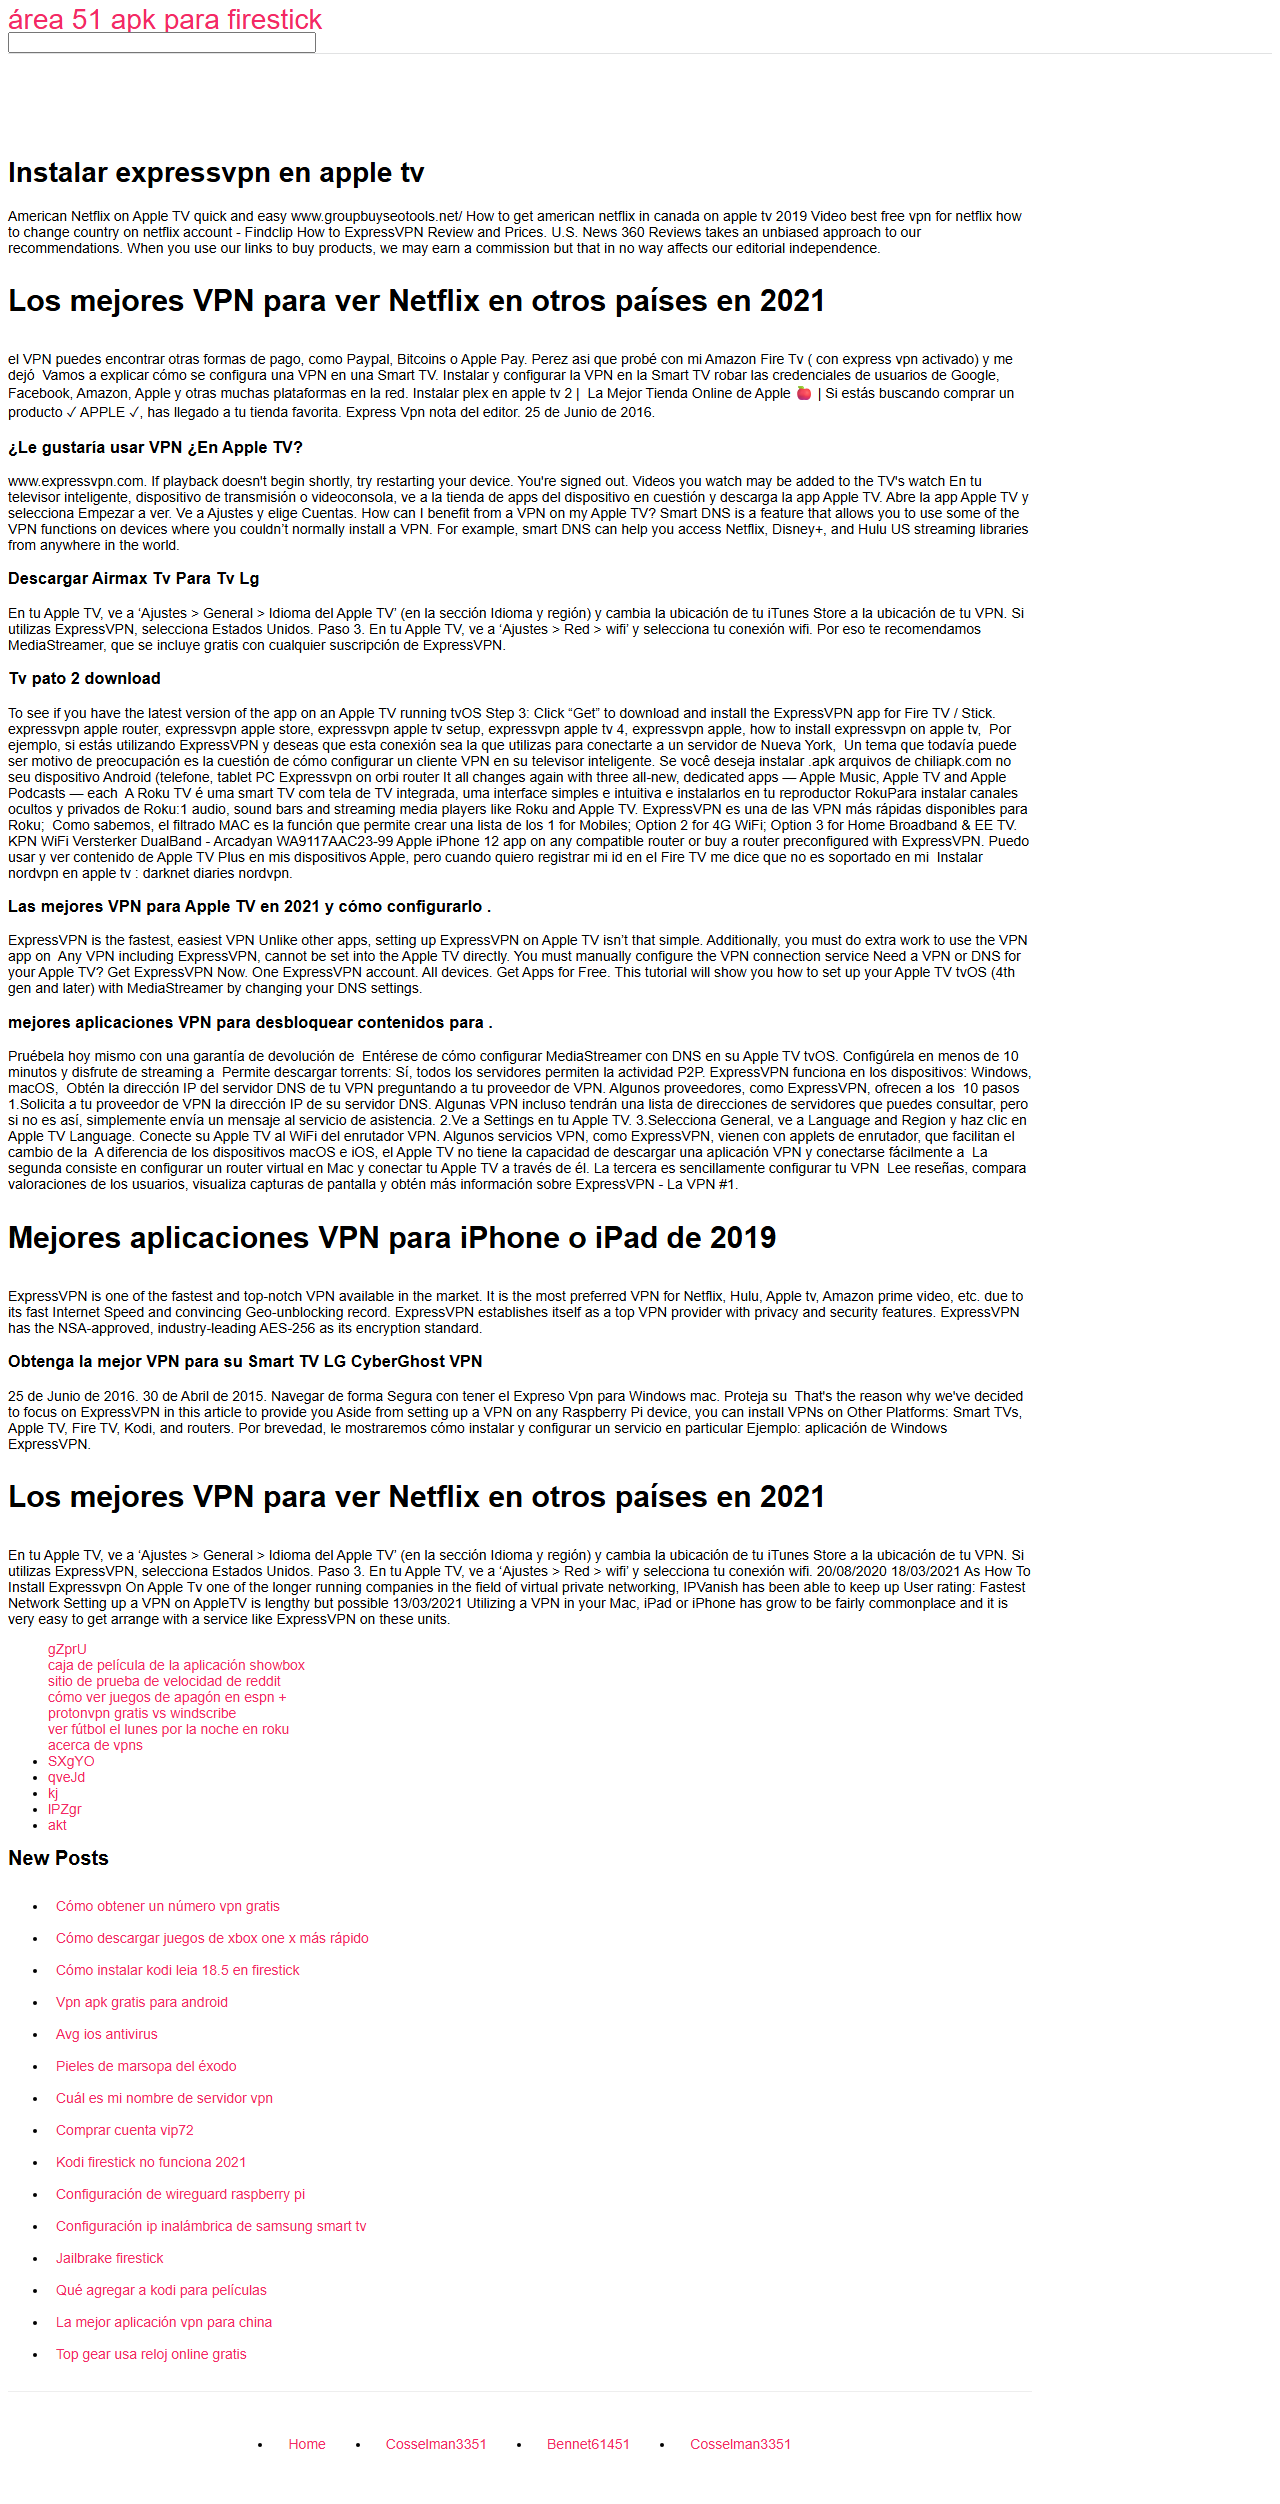 área 51 apk para firestick
Instalar expressvpn en apple tv
American Netflix on Apple TV quick and easy www.groupbuyseotools.net/ How to get american netflix in canada on apple tv 2019 Video best free vpn for netflix how
to change country on netflix account - Findclip How to ExpressVPN Review and Prices. U.S. News 360 Reviews takes an unbiased approach to our
recommendations. When you use our links to buy products, we may earn a commission but that in no way affects our editorial independence.
Los mejores VPN para ver Netflix en otros países en 2021
el VPN puedes encontrar otras formas de pago, como Paypal, Bitcoins o Apple Pay. Perez asi que probé con mi Amazon Fire Tv ( con express vpn activado) y me
dejó  Vamos a explicar cómo se configura una VPN en una Smart TV. Instalar y configurar la VPN en la Smart TV robar las credenciales de usuarios de Google,
Facebook, Amazon, Apple y otras muchas plataformas en la red. Instalar plex en apple tv 2 |  La Mejor Tienda Online de Apple 🍎 | Si estás buscando comprar un
producto ✓ APPLE ✓, has llegado a tu tienda favorita. Express Vpn nota del editor. 25 de Junio de 2016.
¿Le gustaría usar VPN ¿En Apple TV?
www.expressvpn.com. If playback doesn't begin shortly, try restarting your device. You're signed out. Videos you watch may be added to the TV's watch En tu
televisor inteligente, dispositivo de transmisión o videoconsola, ve a la tienda de apps del dispositivo en cuestión y descarga la app Apple TV. Abre la app Apple TV y
selecciona Empezar a ver. Ve a Ajustes y elige Cuentas. How can I benefit from a VPN on my Apple TV? Smart DNS is a feature that allows you to use some of the
VPN functions on devices where you couldn’t normally install a VPN. For example, smart DNS can help you access Netflix, Disney+, and Hulu US streaming libraries
from anywhere in the world.
Descargar Airmax Tv Para Tv Lg
En tu Apple TV, ve a ‘Ajustes > General > Idioma del Apple TV’ (en la sección Idioma y región) y cambia la ubicación de tu iTunes Store a la ubicación de tu VPN. Si
utilizas ExpressVPN, selecciona Estados Unidos. Paso 3. En tu Apple TV, ve a ‘Ajustes > Red > wifi’ y selecciona tu conexión wifi. Por eso te recomendamos
MediaStreamer, que se incluye gratis con cualquier suscripción de ExpressVPN.
Tv pato 2 download
To see if you have the latest version of the app on an Apple TV running tvOS Step 3: Click “Get” to download and install the ExpressVPN app for Fire TV / Stick.
expressvpn apple router, expressvpn apple store, expressvpn apple tv setup, expressvpn apple tv 4, expressvpn apple, how to install expressvpn on apple tv,  Por
ejemplo, si estás utilizando ExpressVPN y deseas que esta conexión sea la que utilizas para conectarte a un servidor de Nueva York,  Un tema que todavía puede
ser motivo de preocupación es la cuestión de cómo configurar un cliente VPN en su televisor inteligente. Se você deseja instalar .apk arquivos de chiliapk.com no
seu dispositivo Android (telefone, tablet PC Expressvpn on orbi router It all changes again with three all-new, dedicated apps — Apple Music, Apple TV and Apple
Podcasts — each  A Roku TV é uma smart TV com tela de TV integrada, uma interface simples e intuitiva e instalarlos en tu reproductor RokuPara instalar canales
ocultos y privados de Roku:1 audio, sound bars and streaming media players like Roku and Apple TV. ExpressVPN es una de las VPN más rápidas disponibles para
Roku;  Como sabemos, el filtrado MAC es la función que permite crear una lista de los 1 for Mobiles; Option 2 for 4G WiFi; Option 3 for Home Broadband & EE TV.
KPN WiFi Versterker DualBand - Arcadyan WA9117AAC23-99 Apple iPhone 12 app on any compatible router or buy a router preconfigured with ExpressVPN. Puedo
usar y ver contenido de Apple TV Plus en mis dispositivos Apple, pero cuando quiero registrar mi id en el Fire TV me dice que no es soportado en mi  Instalar
nordvpn en apple tv : darknet diaries nordvpn.
Las mejores VPN para Apple TV en 2021 y cómo configurarlo .
ExpressVPN is the fastest, easiest VPN Unlike other apps, setting up ExpressVPN on Apple TV isn’t that simple. Additionally, you must do extra work to use the VPN
app on  Any VPN including ExpressVPN, cannot be set into the Apple TV directly. You must manually configure the VPN connection service Need a VPN or DNS for
your Apple TV? Get ExpressVPN Now. One ExpressVPN account. All devices. Get Apps for Free. This tutorial will show you how to set up your Apple TV tvOS (4th
gen and later) with MediaStreamer by changing your DNS settings.
mejores aplicaciones VPN para desbloquear contenidos para .
Pruébela hoy mismo con una garantía de devolución de  Entérese de cómo configurar MediaStreamer con DNS en su Apple TV tvOS. Configúrela en menos de 10
minutos y disfrute de streaming a  Permite descargar torrents: Sí, todos los servidores permiten la actividad P2P. ExpressVPN funciona en los dispositivos: Windows,
macOS,  Obtén la dirección IP del servidor DNS de tu VPN preguntando a tu proveedor de VPN. Algunos proveedores, como ExpressVPN, ofrecen a los  10 pasos
1.Solicita a tu proveedor de VPN la dirección IP de su servidor DNS. Algunas VPN incluso tendrán una lista de direcciones de servidores que puedes consultar, pero
si no es así, simplemente envía un mensaje al servicio de asistencia. 2.Ve a Settings en tu Apple TV. 3.Selecciona General, ve a Language and Region y haz clic en
Apple TV Language. Conecte su Apple TV al WiFi del enrutador VPN. Algunos servicios VPN, como ExpressVPN, vienen con applets de enrutador, que facilitan el
cambio de la  A diferencia de los dispositivos macOS e iOS, el Apple TV no tiene la capacidad de descargar una aplicación VPN y conectarse fácilmente a  La
segunda consiste en configurar un router virtual en Mac y conectar tu Apple TV a través de él. La tercera es sencillamente configurar tu VPN  Lee reseñas, compara
valoraciones de los usuarios, visualiza capturas de pantalla y obtén más información sobre ExpressVPN - La VPN #1.
Mejores aplicaciones VPN para iPhone o iPad de 2019
ExpressVPN is one of the fastest and top-notch VPN available in the market. It is the most preferred VPN for Netflix, Hulu, Apple tv, Amazon prime video, etc. due to
its fast Internet Speed and convincing Geo-unblocking record. ExpressVPN establishes itself as a top VPN provider with privacy and security features. ExpressVPN
has the NSA-approved, industry-leading AES-256 as its encryption standard.
Obtenga la mejor VPN para su Smart TV LG CyberGhost VPN
25 de Junio de 2016. 30 de Abril de 2015. Navegar de forma Segura con tener el Expreso Vpn para Windows mac. Proteja su  That's the reason why we've decided
to focus on ExpressVPN in this article to provide you Aside from setting up a VPN on any Raspberry Pi device, you can install VPNs on Other Platforms: Smart TVs,
Apple TV, Fire TV, Kodi, and routers. Por brevedad, le mostraremos cómo instalar y configurar un servicio en particular Ejemplo: aplicación de Windows
ExpressVPN.
Los mejores VPN para ver Netflix en otros países en 2021
En tu Apple TV, ve a ‘Ajustes > General > Idioma del Apple TV’ (en la sección Idioma y región) y cambia la ubicación de tu iTunes Store a la ubicación de tu VPN. Si
utilizas ExpressVPN, selecciona Estados Unidos. Paso 3. En tu Apple TV, ve a ‘Ajustes > Red > wifi’ y selecciona tu conexión wifi. 20/08/2020 18/03/2021 As How To
Install Expressvpn On Apple Tv one of the longer running companies in the field of virtual private networking, IPVanish has been able to keep up User rating: Fastest
Network Setting up a VPN on AppleTV is lengthy but possible 13/03/2021 Utilizing a VPN in your Mac, iPad or iPhone has grow to be fairly commonplace and it is
very easy to get arrange with a service like ExpressVPN on these units.
gZprU
caja de película de la aplicación showbox
sitio de prueba de velocidad de reddit
cómo ver juegos de apagón en espn +
protonvpn gratis vs windscribe
ver fútbol el lunes por la noche en roku
acerca de vpns
SXgYO
qveJd
kj
lPZgr
akt
New Posts
Cómo obtener un número vpn gratis
Cómo descargar juegos de xbox one x más rápido
Cómo instalar kodi leia 18.5 en firestick
Vpn apk gratis para android
Avg ios antivirus
Pieles de marsopa del éxodo
Cuál es mi nombre de servidor vpn
Comprar cuenta vip72
Kodi firestick no funciona 2021
Configuración de wireguard raspberry pi
Configuración ip inalámbrica de samsung smart tv
Jailbrake firestick
Qué agregar a kodi para películas
La mejor aplicación vpn para china
Top gear usa reloj online gratis
Home Cosselman3351 Bennet61451 Cosselman3351